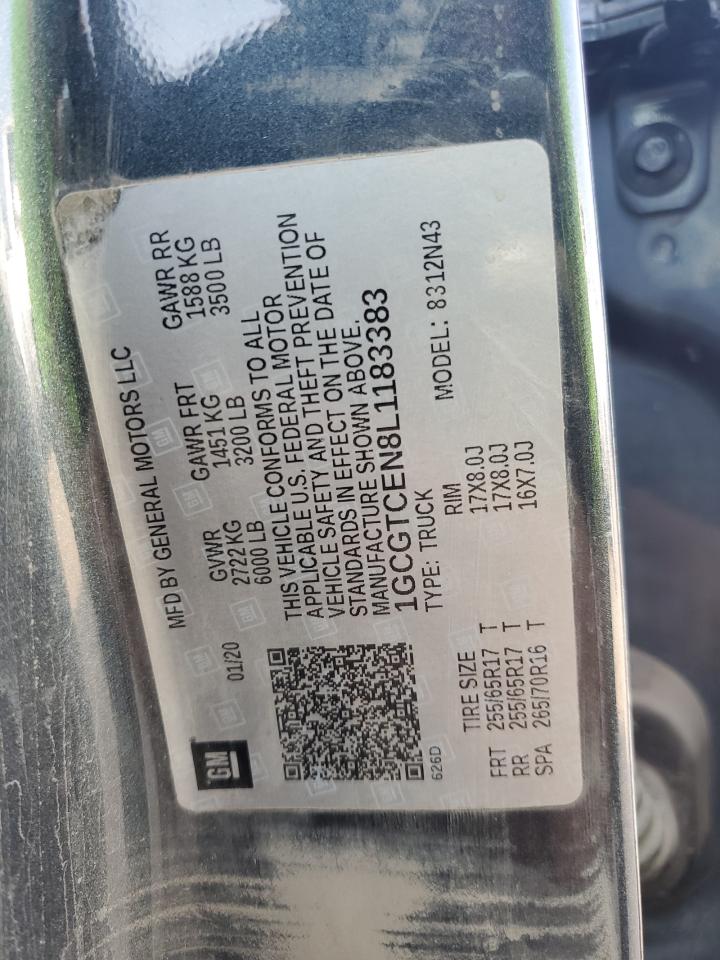 GM
01/20
MFD BY GENERAL MOTORS LLC
GVWR GAWR FRT GAWR RR
2722 KG 1451 KG 1588 KG
6000 LB 3200 LB 3500 LB
THIS VEHICLE CONFORMS TO ALL
APPLICABLE U.S. FEDERAL MOTOR
VEHICLE SAFETY AND THEFT PREVENTION
STANDARDS IN EFFECT ON THE DATE OF
MANUFACTURE SHOWN ABOVE.
1GCGTCEN8L1183383
TYPE: TRUCK MODEL: 8312N43
626D
TIRE SIZE RIM
FRT 255/65R17 T 17X8.0J
RR 255/65R17 T 17X8.0J
SPA 265/70R16 T 16X7.0J